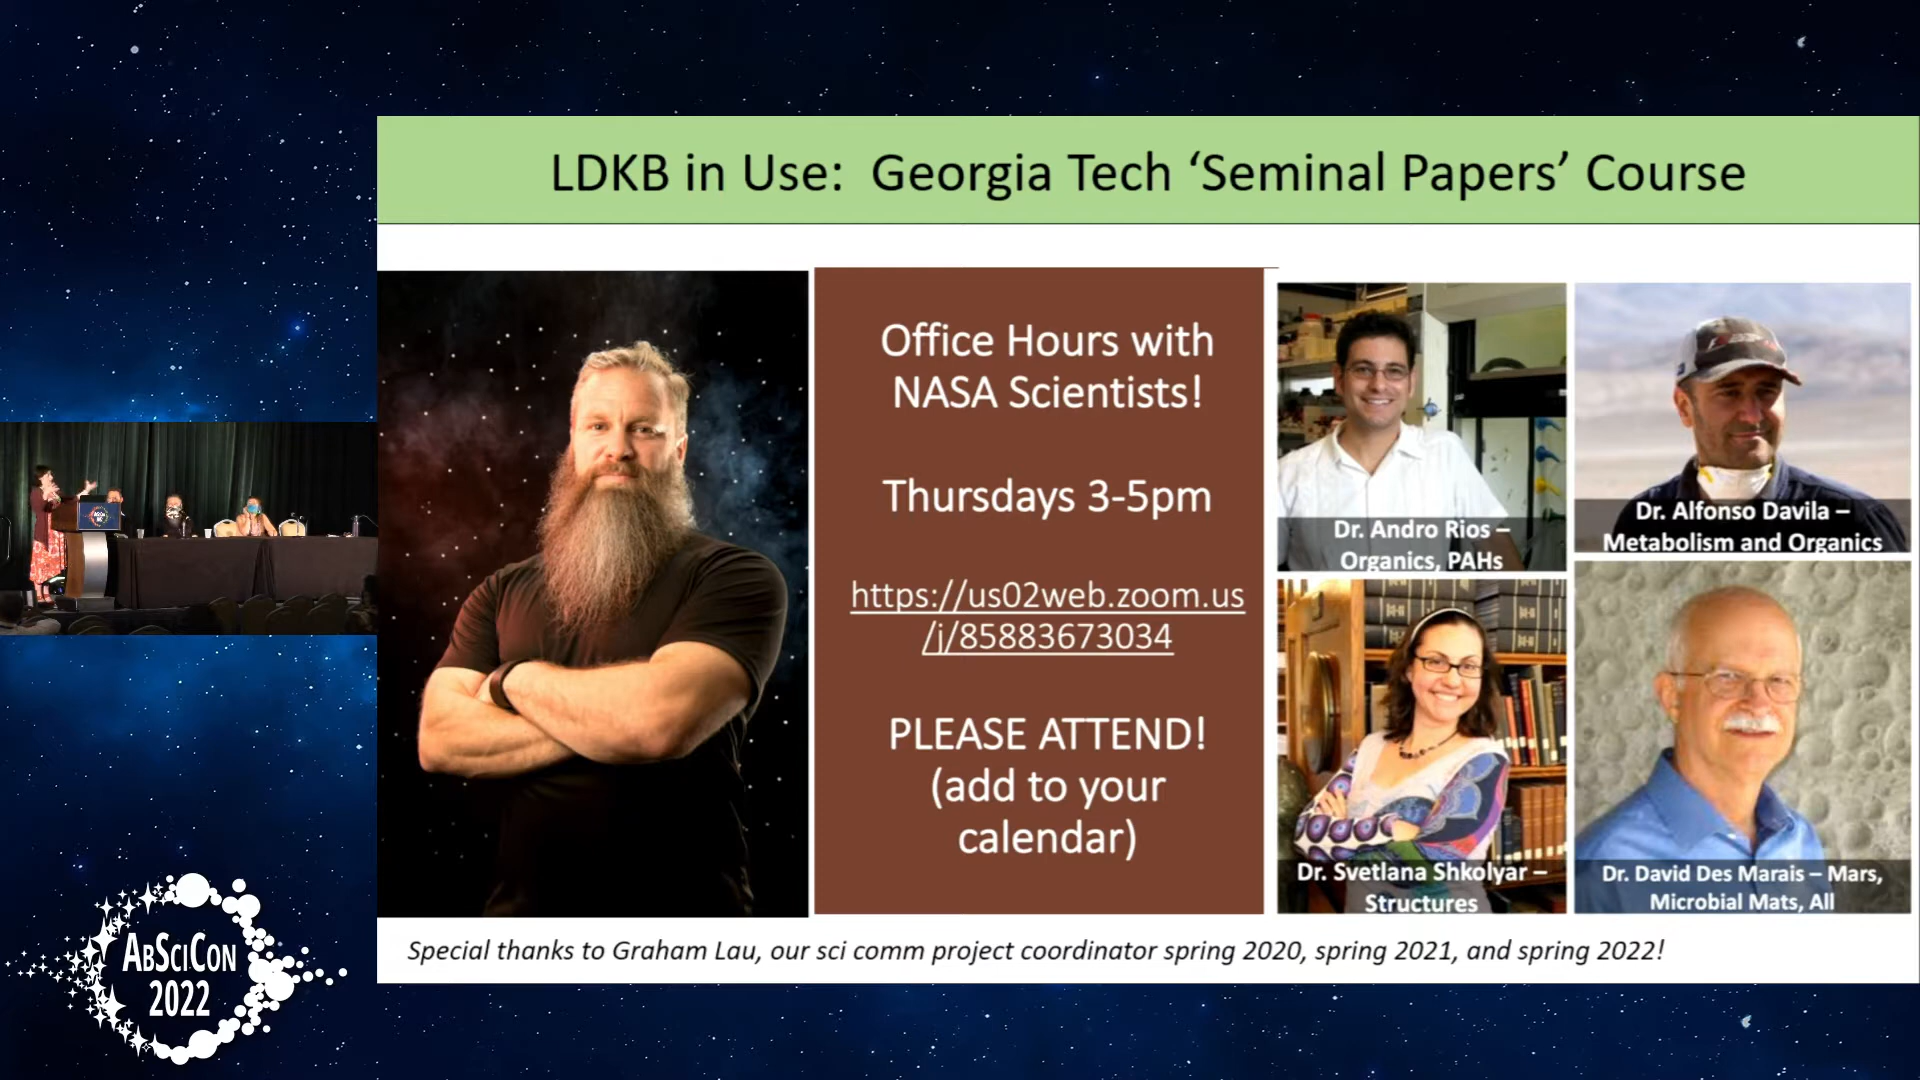 LDKB in Use:  Georgia Tech ‘Seminal Papers’ Course
Office Hours with
NASA Scientists!
Thursdays 3-5pm
https://us02web.zoom.us
/j/85883673034
PLEASE ATTEND!
(add to your
calendar)
Dr. Andro Rios –
Organics, PAHs
Dr. Alfonso Davila –
Metabolism and Organics
Dr. Svetlana Shkolyar –
Structures
Dr. David Des Marais – Mars,
Microbial Mats, All
Special thanks to Graham Lau, our sci comm project coordinator spring 2020, spring 2021, and spring 2022!
ABSCICON
2022